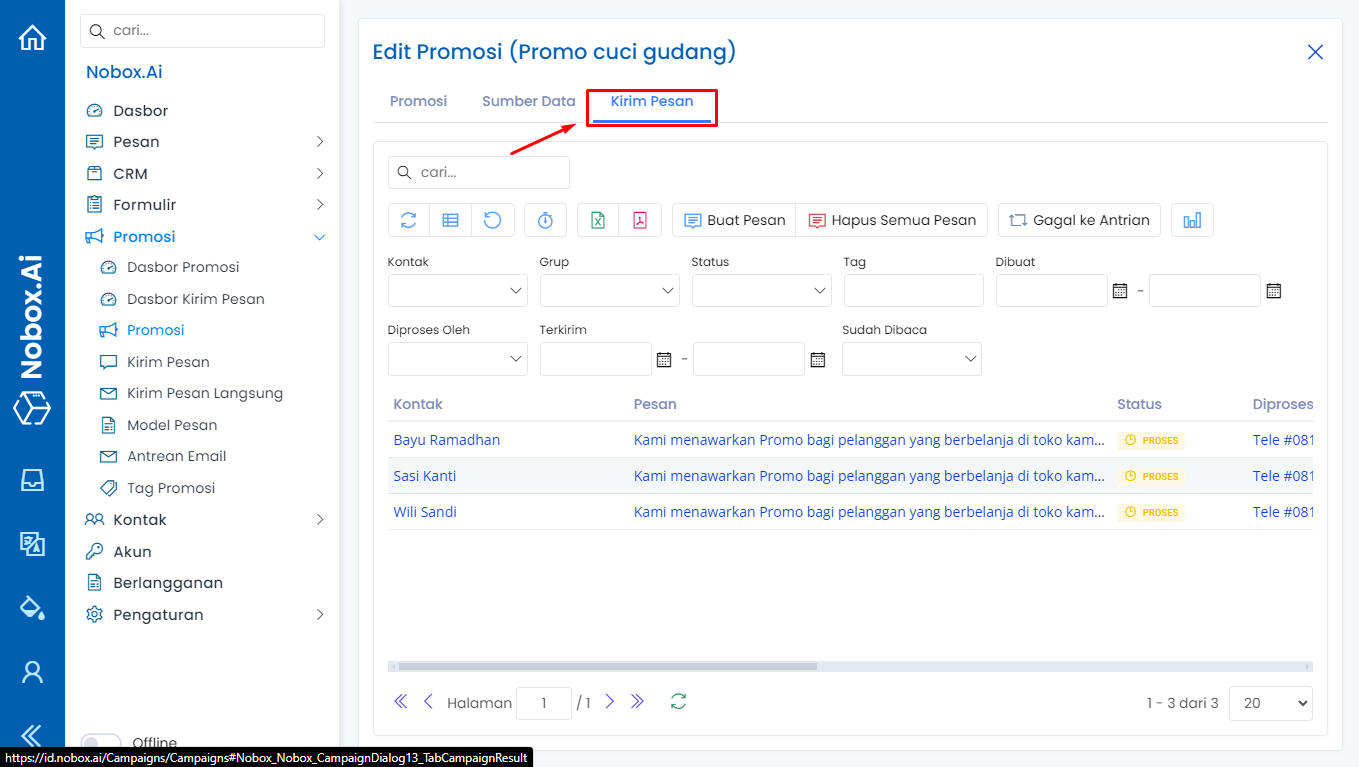 cari...
Nobox.Ai
Dasbor
Pesan
CRM
Formulir
Promosi
Dasbor Promosi
Dasbor Kirim Pesan
Promosi
Kirim Pesan
Kirim Pesan Langsung
Model Pesan
Antrean Email
Tag Promosi
Kontak
Akun
Berlangganan
Pengaturan
Offline
Nobox.Ai
Edit Promosi (Promo cuci gudang)
Promosi Sumber Data Kirim Pesan
cari...
Buat Pesan Hapus Semua Pesan Gagal ke Antrian
Kontak Grup Status Tag Dibuat
-
Diproses Oleh Terkirim Sudah Dibaca
-
Kontak Pesan Status Diproses
Bayu Ramadhan Kami menawarkan Promo bagi pelanggan yang berbelanja di toko kam... PROSES Tele #081
Sasi Kanti Kami menawarkan Promo bagi pelanggan yang berbelanja di toko kam... PROSES Tele #081
Wili Sandi Kami menawarkan Promo bagi pelanggan yang berbelanja di toko kam... PROSES Tele #081
Halaman 1 / 1 1 - 3 dari 3 20
https://id.nobox.ai/Campaigns/Campaigns#Nobox_Nobox_CampaignDialog13_TabCampaignResult